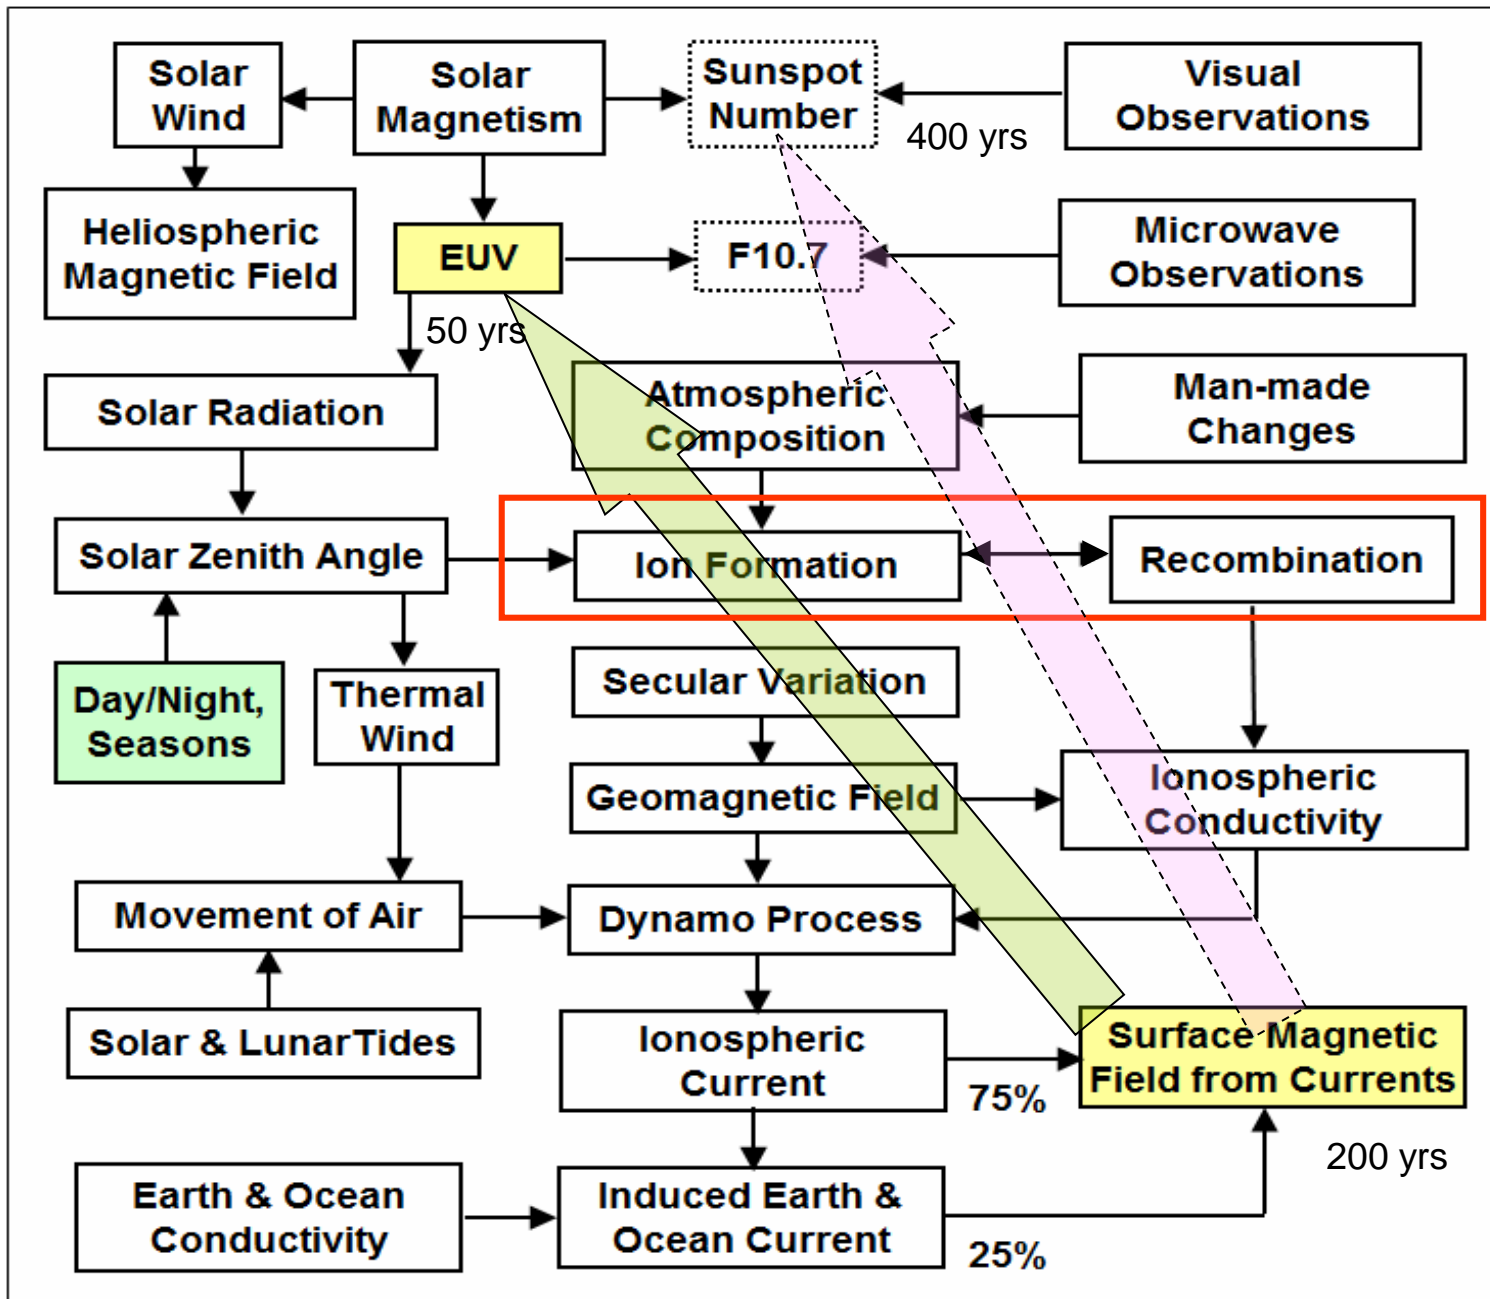 Solar
Wind
Solar
Magnetism
Sunspot
Number
Visual
Observations
400 yrs
Heliospheric
Magnetic Field
EUV
F10.7
Microwave
Observations
50 yrs
Solar Radiation
Atmospheric
Composition
Man-made
Changes
Solar Zenith Angle
Ion Formation
Recombination
Day/Night,
Seasons
Thermal
Wind
Secular Variation
Geomagnetic Field
Ionospheric
Conductivity
Movement of Air
Dynamo Process
Solar & Lunar Tides
Ionospheric
Current
75%
Surface Magnetic
Field from Currents
200 yrs
Earth & Ocean
Conductivity
Induced Earth &
Ocean Current
25%